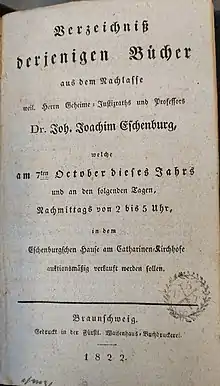 Verzeichniß
derjenigen Bücher
aus dem Nachlasse
weil. Herrn Geheime-Justizraths und Professors
Dr. Joh. Joachim Eschenburg,
welche
am 7ten October dieses Jahrs
und an den folgenden Tagen,
Nachmittags von 2 bis 5 Uhr,
in dem
Eschenburgschen Hause am Catharinen-Kirchhofe
auktionsmäßig verkauft werden sollen.
Braunschweig.
Gedruckt in der Fürstl. Waisenhaus-Buchdruckerei.
1822.